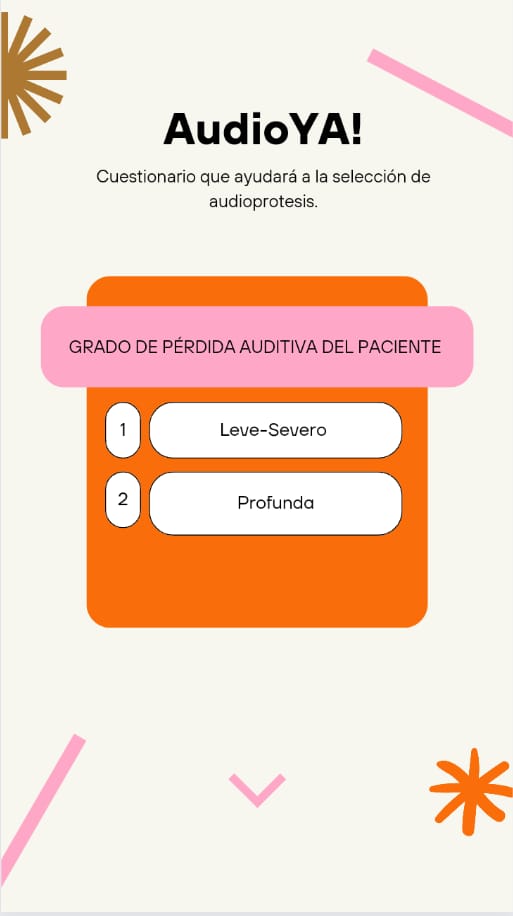 AudioYA!
Cuestionario que ayudará a la selección de
audioprotesis.
GRADO DE PÉRDIDA AUDITIVA DEL PACIENTE
1 Leve-Severo
2 Profunda